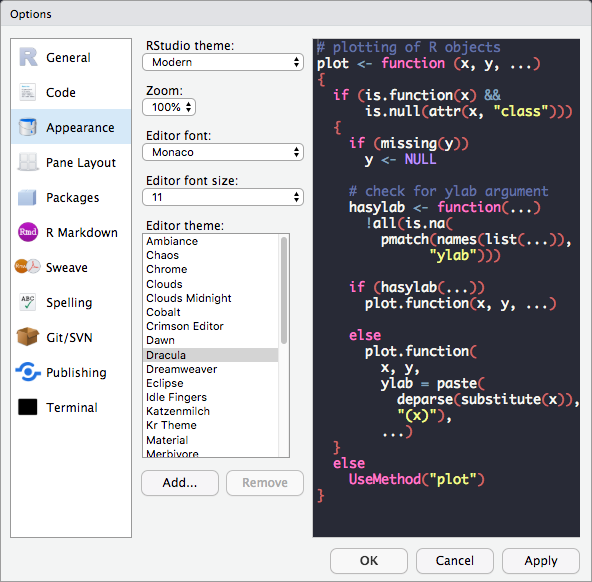 Options
General
Code
Appearance
Pane Layout
Packages
R Markdown
Sweave
Spelling
Git/SVN
Publishing
Terminal
RStudio theme:
Modern
Zoom:
100%
Editor font:
Monaco
Editor font size:
11
Editor theme:
Ambiance
Chaos
Chrome
Clouds
Clouds Midnight
Cobalt
Crimson Editor
Dawn
Dracula
Dreamweaver
Eclipse
Idle Fingers
Katzenmilch
Kr Theme
Material
Merbivore
Add...
Remove
# plotting of R objects
plot <- function (x, y, ...)
{
  if (is.function(x) &&
      is.null(attr(x, "class")))
  {
    if (missing(y))
      y <- NULL

    # check for ylab argument
    hasylab <- function(...)
      !all(is.na(
        pmatch(names(list(...)),
              "ylab")))

    if (hasylab(...))
      plot.function(x, y, ...)

    else
      plot.function(
        x, y,
        ylab = paste(
          deparse(substitute(x)),
          "(x)"),
        ...)
  }
  else
    UseMethod("plot")
}
OK
Cancel
Apply